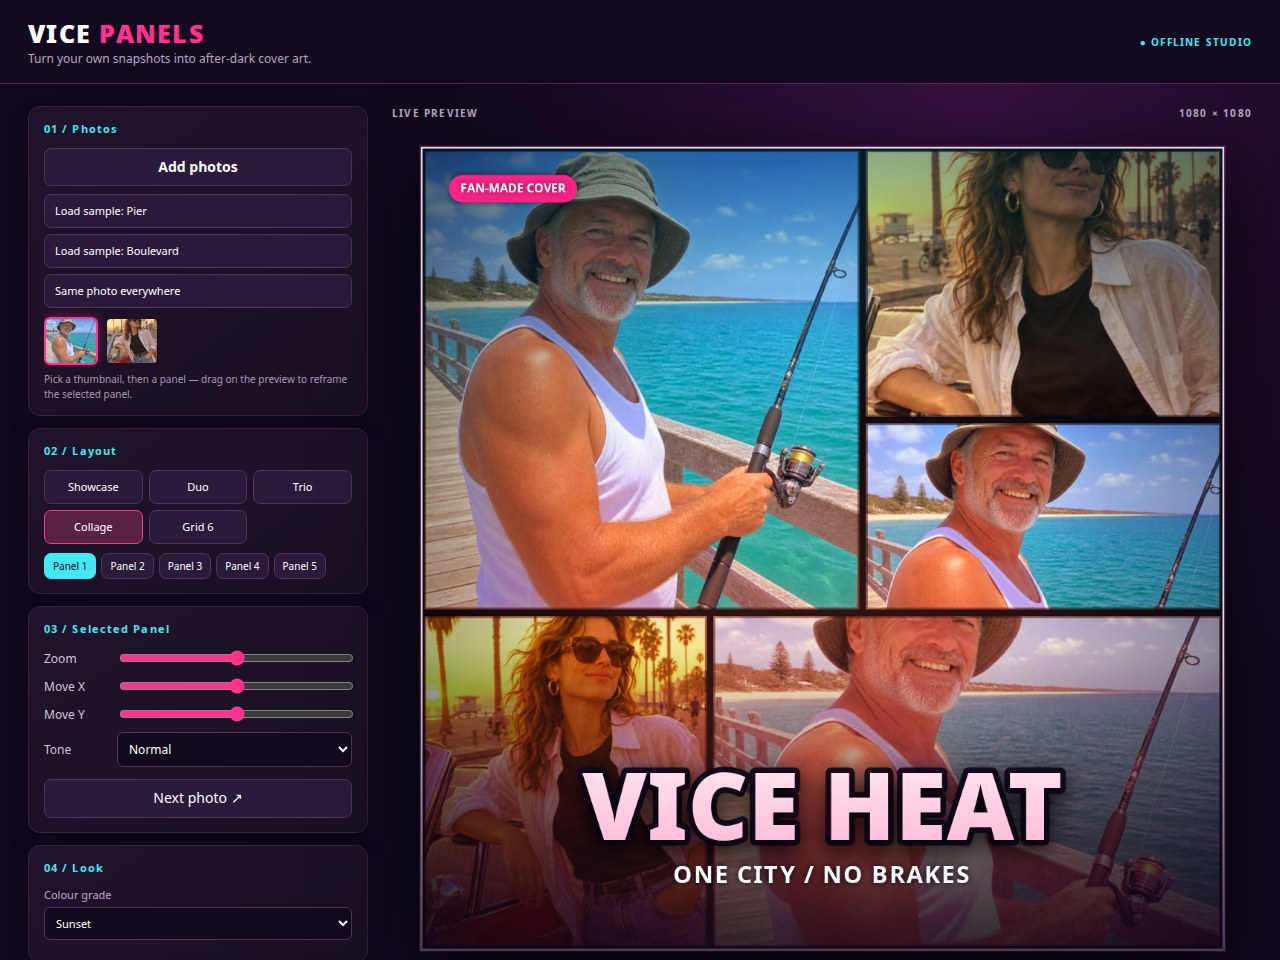 VICE PANELS
Turn your own snapshots into after-dark cover art.
● OFFLINE STUDIO
01 / Photos
Add photos
Load sample: Pier
Load sample: Boulevard
Same photo everywhere
Pick a thumbnail, then a panel — drag on the preview to reframe
the selected panel.
02 / Layout
Showcase
Duo
Trio
Collage
Grid 6
Panel 1
Panel 2
Panel 3
Panel 4
Panel 5
03 / Selected Panel
Zoom
Move X
Move Y
Tone
Normal
Next photo ↗
04 / Look
Colour grade
Sunset
LIVE PREVIEW
1080 × 1080
FAN-MADE COVER
VICE HEAT
ONE CITY / NO BRAKES